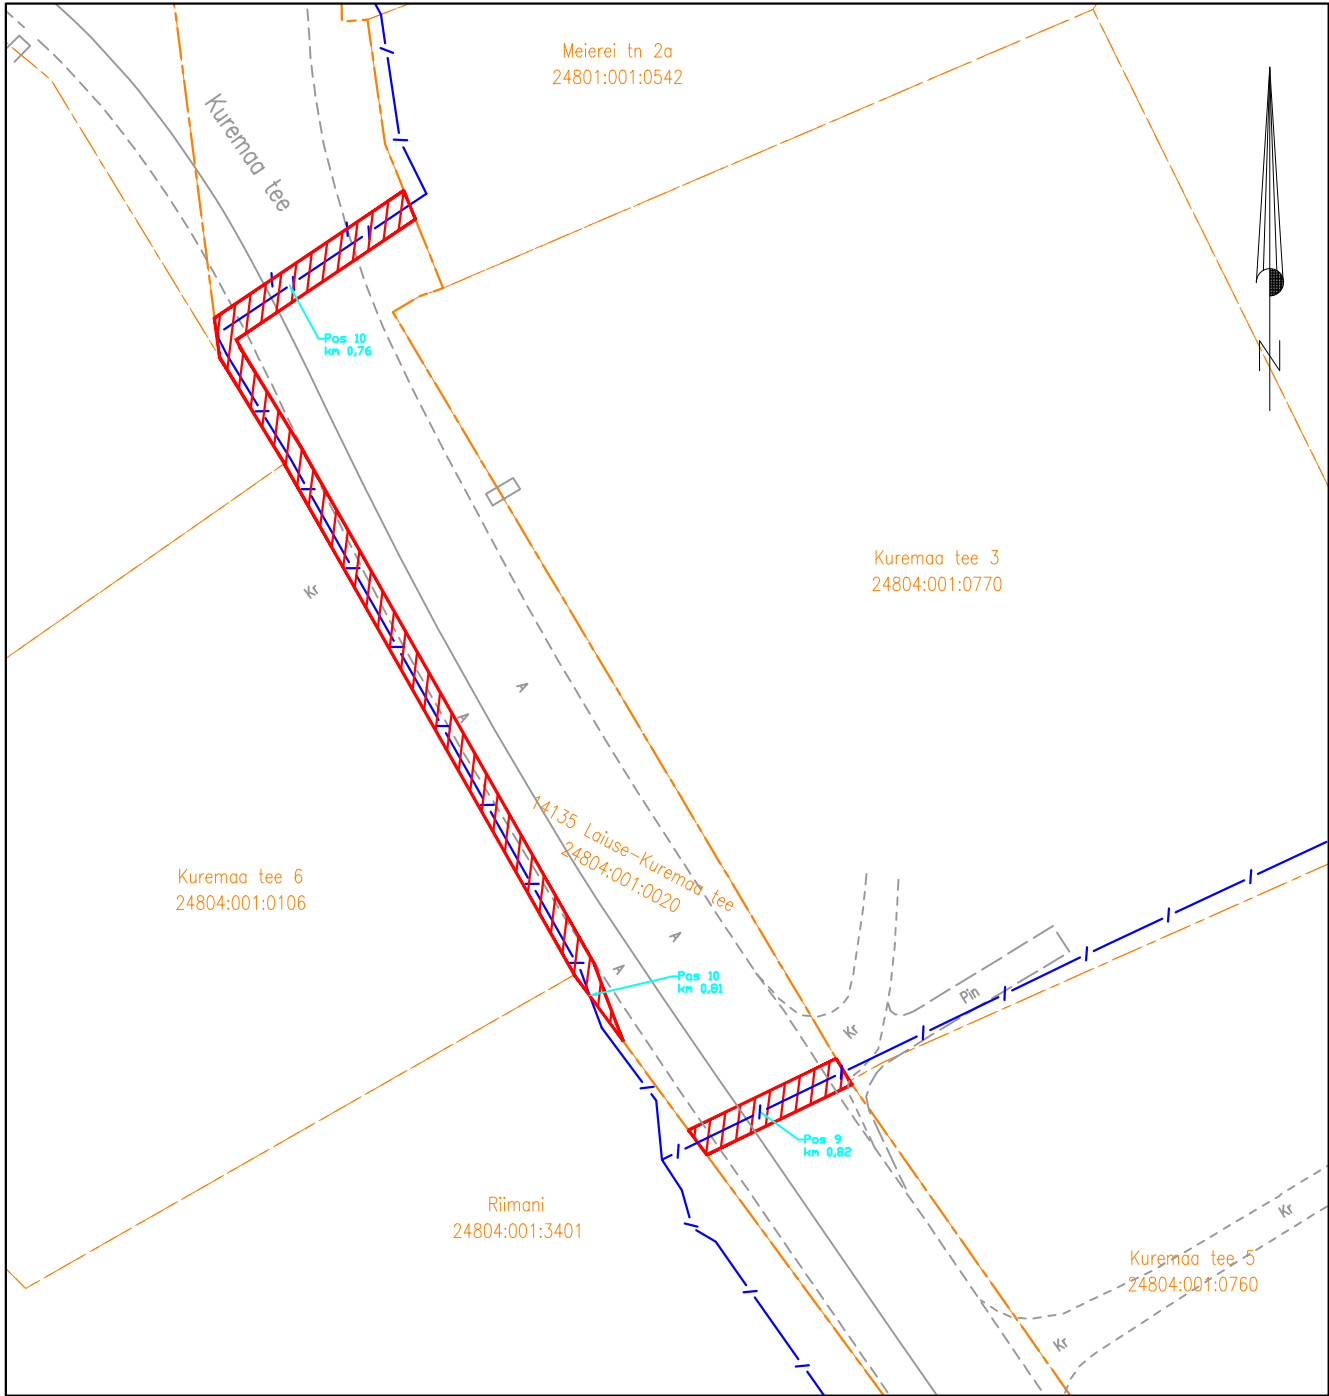 Meierei tn 2a
24801:001:0542
Kuremaa tee
N
Pos 10
km 0,76
Kuremaa tee 3
24804:001:0770
Kr
A
A
14135 Laiuse-Kuremaa tee
24804:001:0020
Kuremaa tee 6
24804:001:0106
A
A
Pos 10
km 0,81
Pin
Kr
Pos 9
km 0,82
Riimani
24804:001:3401
Kr
Kuremaa tee 5
24804:001:0760
Kr